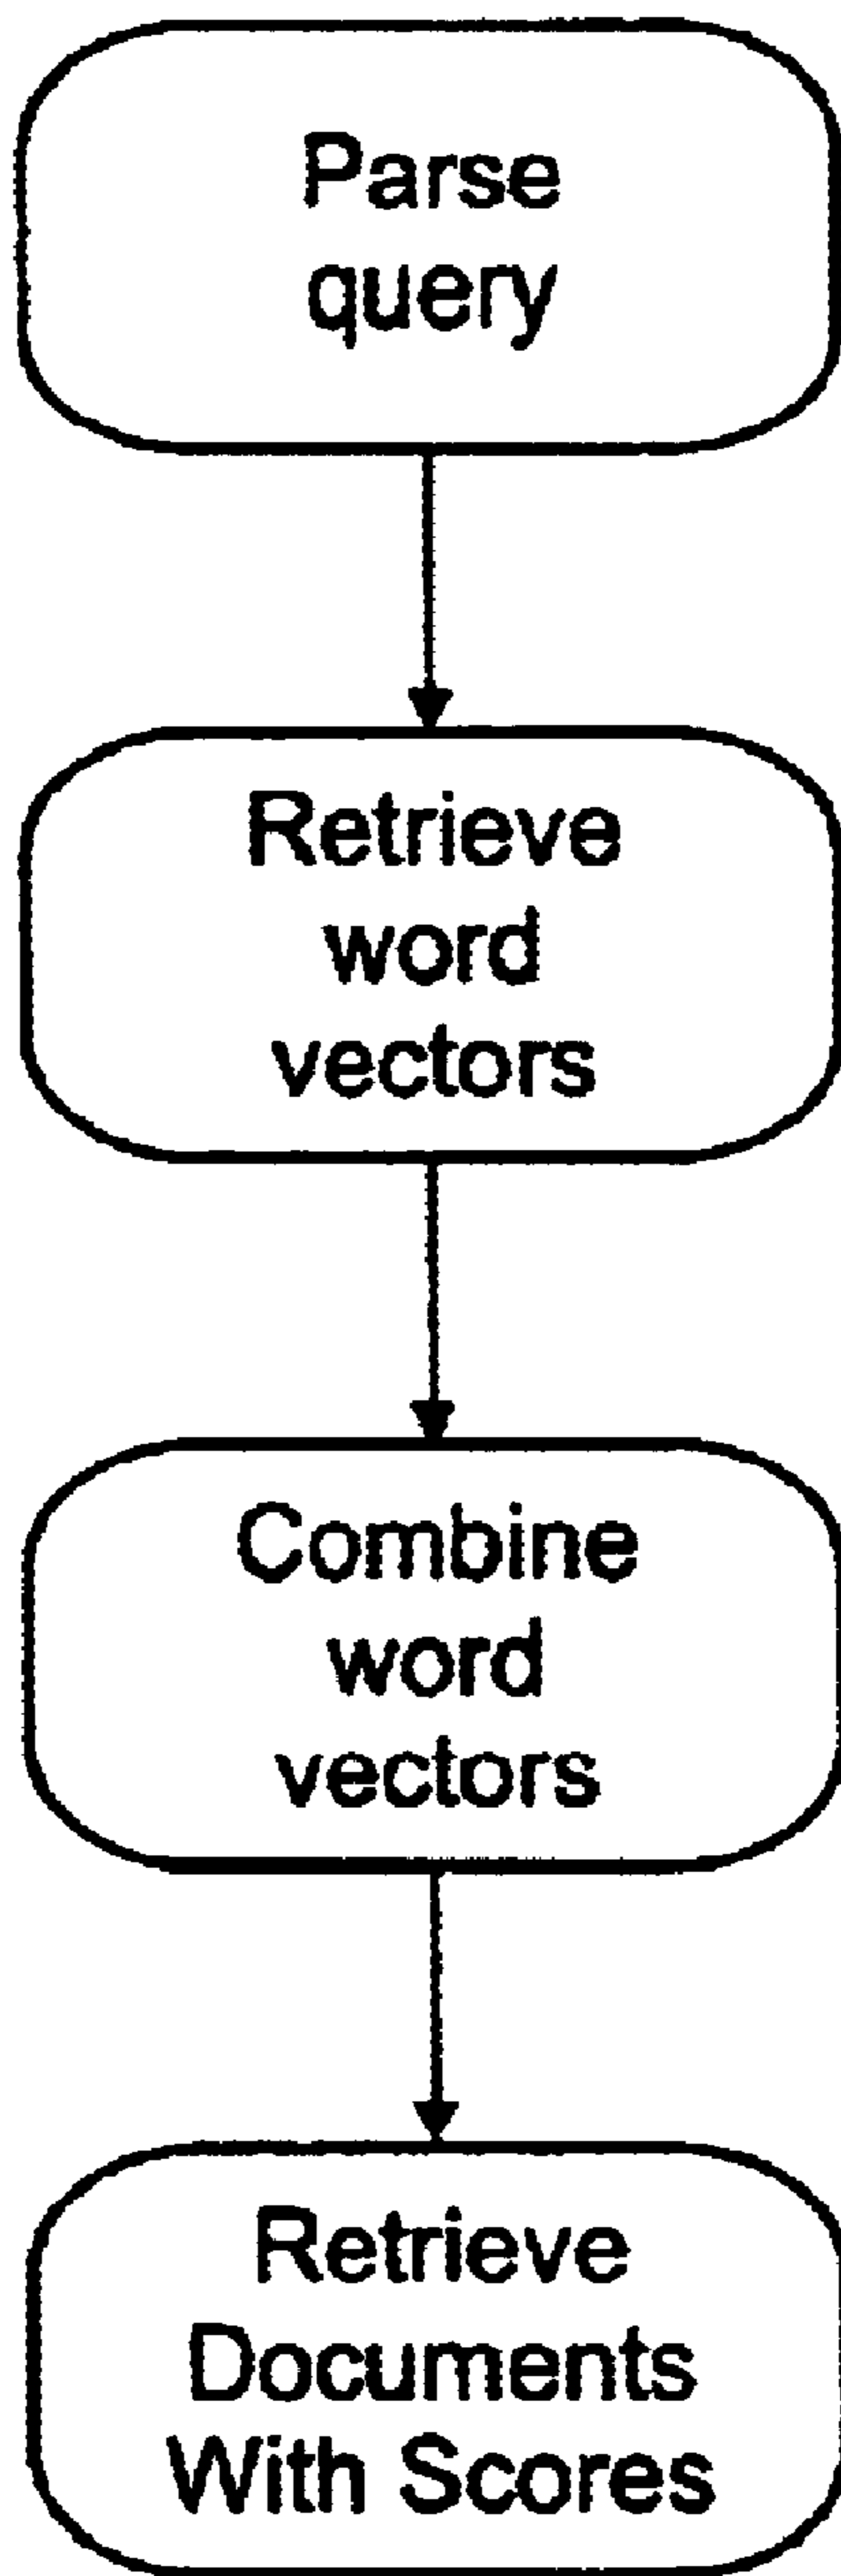 Parse
query
Retrieve
word
vectors
Combine
word
vectors
Retrieve
Documents
With Scores